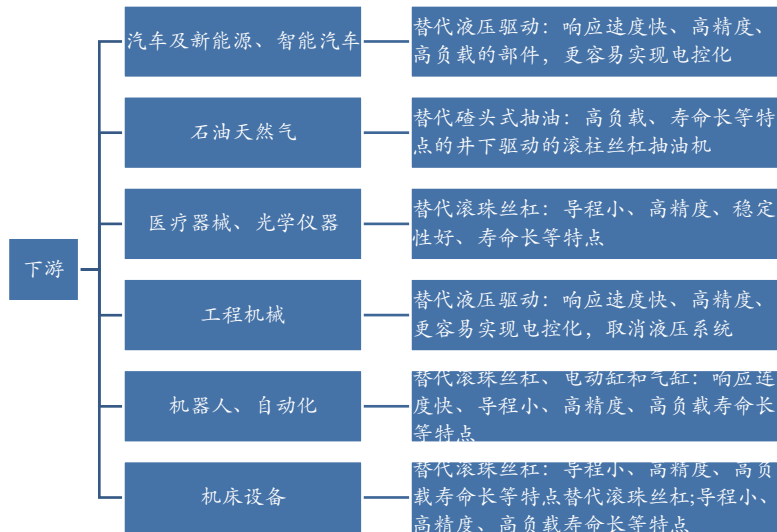 下游
汽车及新能源、智能汽车
替代液压驱动：响应速度快、高精度、
高负载的部件，更容易实现电控化
石油天然气
替代碴头式抽油：高负载、寿命长等特
点的井下驱动的滚柱丝杠抽油机
医疗器械、光学仪器
替代滚珠丝杠：导程小、高精度、稳定
性好、寿命长等特点
工程机械
替代液压驱动：响应速度快、高精度、
更容易实现电控化，取消液压系统
机器人、自动化
替代滚珠丝杠、电动缸和气缸：响应连
度快、导程小、高精度、高负载寿命长
等特点
机床设备
替代滚珠丝杠：导程小、高精度、高负
载寿命长等特点替代滚珠丝杠;导程小、
高精度、高负载寿命长等特点